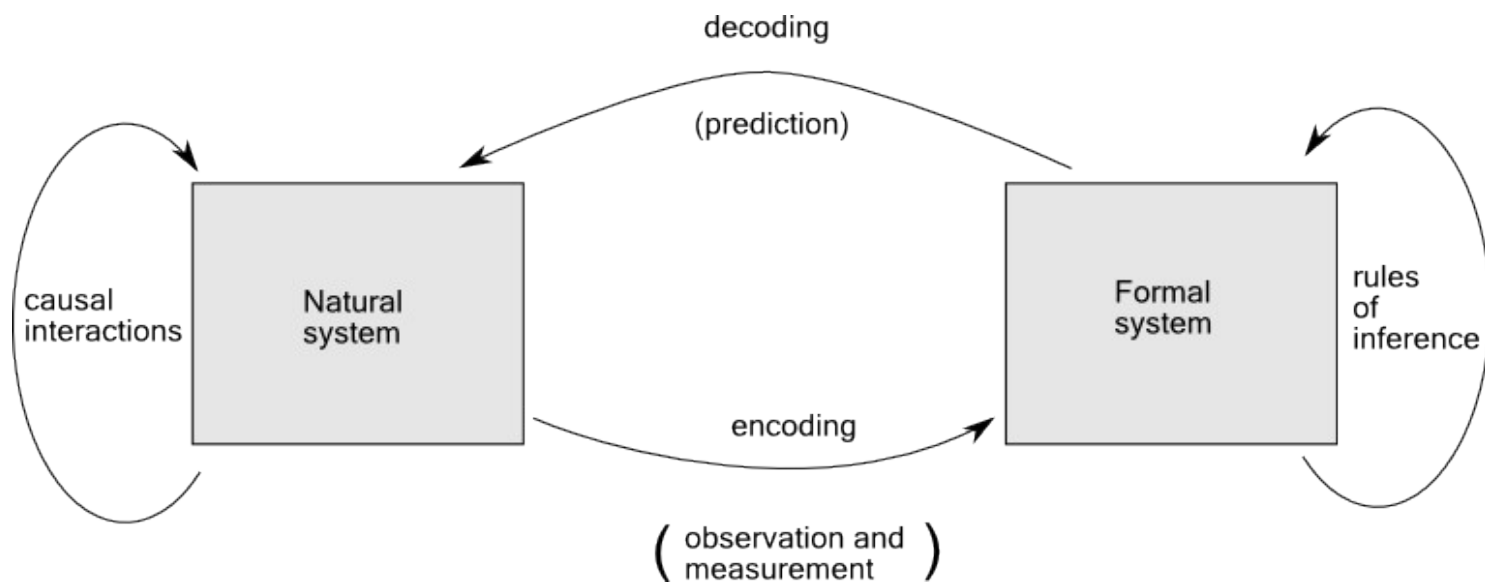 decoding
(prediction)
causal
interactions
Natural
system
Formal
system
rules
of
inference
encoding
( observation and
measurement )